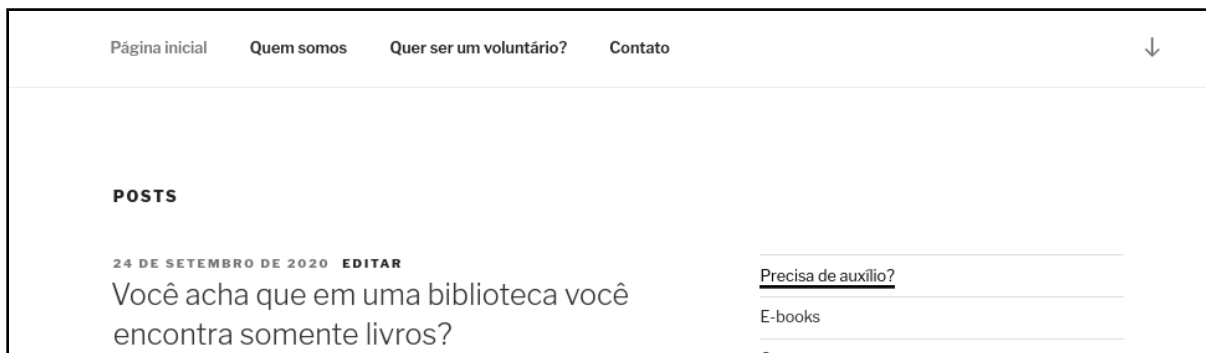 Página inicial Quem somos Quer ser um voluntário? Contato
POSTS
24 DE SETEMBRO DE 2020 EDITAR
Você acha que em uma biblioteca você
encontra somente livros?
Precisa de auxílio?
E-books